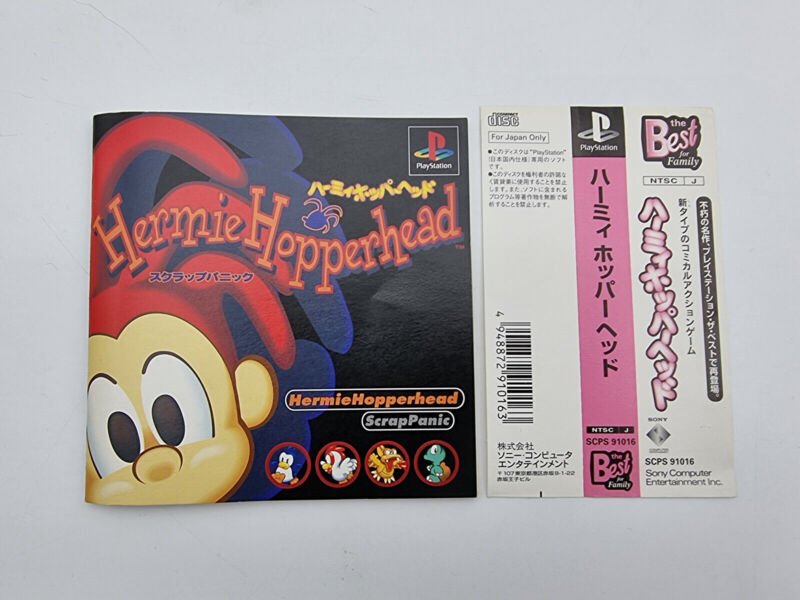 PlayStation
ハーミィホッパーヘッド
Hermie Hopperhead™
スクラップパニック
HermieHopperhead
ScrapPanic
COMPACT disc
For Japan Only
●このディスクは"PlayStation"
(日本国内仕様)専用のソフト
です。
●このディスクを権利者の許諾な
く賃貸業に使用することを禁止
します。また、ソフトに含まれる
プログラム等著作物を無断で解
析することを禁止します。
4 948872 910163
株式会社
ソニー・コンピュータ
エンタテインメント
〒107 東京都港区赤坂8-1-22
赤坂王子ビル
PlayStation
ハーミィ ホッパーヘッド
NTSC J
SCPS 91016
the Best for Family
the Best for Family
NTSC J
不朽の名作、プレイステーション・ザ・ベストで再登場。
新タイプのコミカルアクションゲーム
ハーミィホッパーヘッド
SONY
SCPS 91016
Sony Computer
Entertainment Inc.